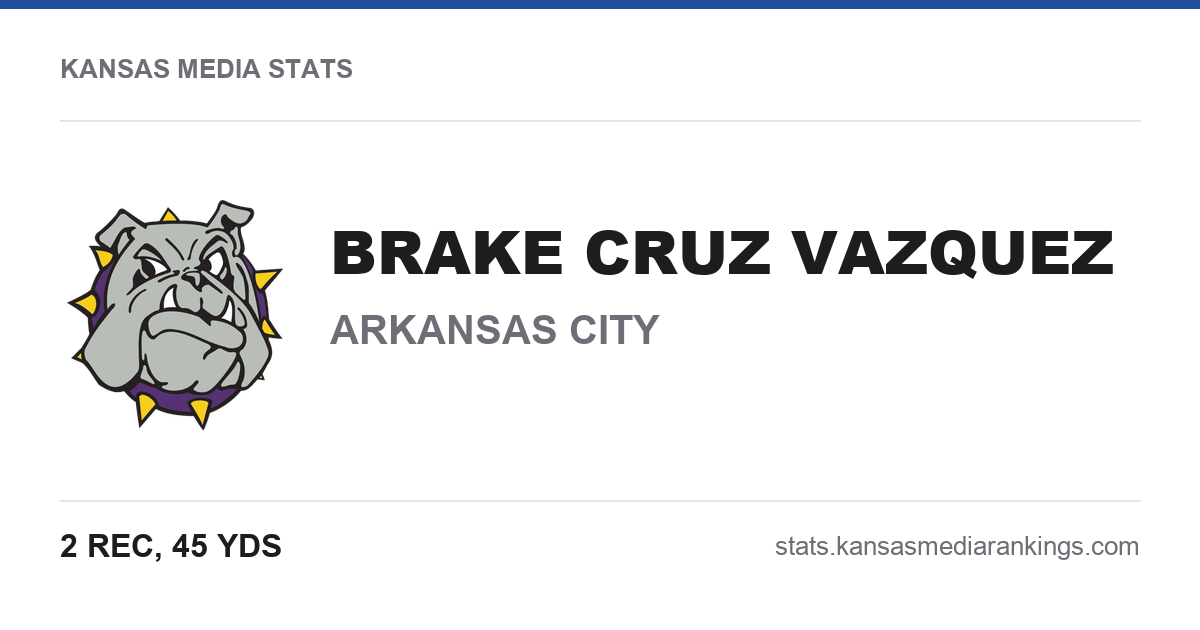 KANSAS MEDIA STATS
BRAKE CRUZ VAZQUEZ
ARKANSAS CITY
2 REC, 45 YDS
stats.kansasmediarankings.com